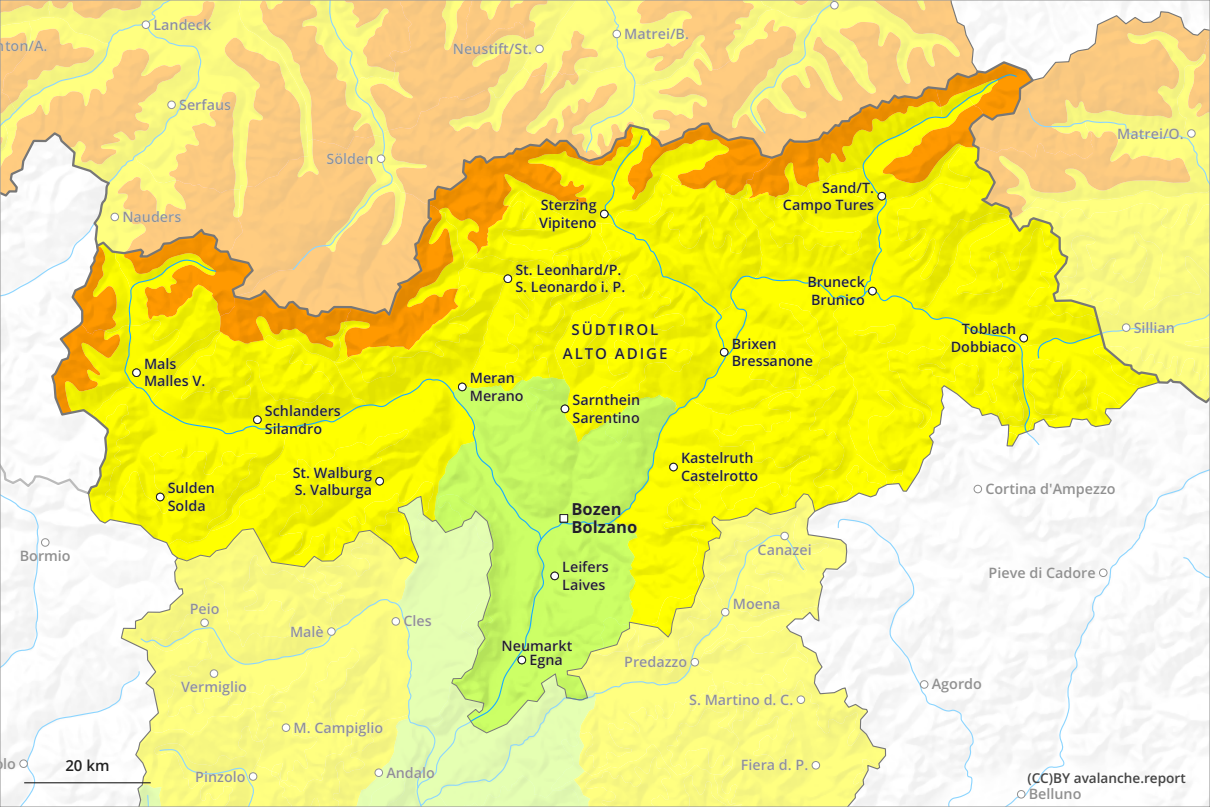 Landeck
nton/A.
Neustift/St.
Matrei/B.
Serfaus
Matrei/O.
Sölden
Nauders
Sand/T.
Campo Tures
Sterzing
Vipiteno
St. Leonhard/P.
S. Leonardo i. P.
Bruneck
Brunico
SÜDTIROL
ALTO ADIGE
Toblach
Dobbiaco
Sillian
Brixen
Bressanone
Mals
Malles V.
Meran
Merano
Sarnthein
Sarentino
Schlanders
Silandro
Kastelruth
Castelrotto
St. Walburg
S. Valburga
Sulden
Solda
Cortina d'Ampezzo
Bozen
Bolzano
Bormio
Canazei
Leifers
Laives
Pieve di Cadore
Peio
Moena
Cles
Malè
Neumarkt
Egna
Predazzo
Vermiglio
Agordo
S. Martino d. C.
M. Campiglio
olo
20 km
Pinzolo
Andalo
Fiera d. P.
(CC)BY avalanche.report
Belluno